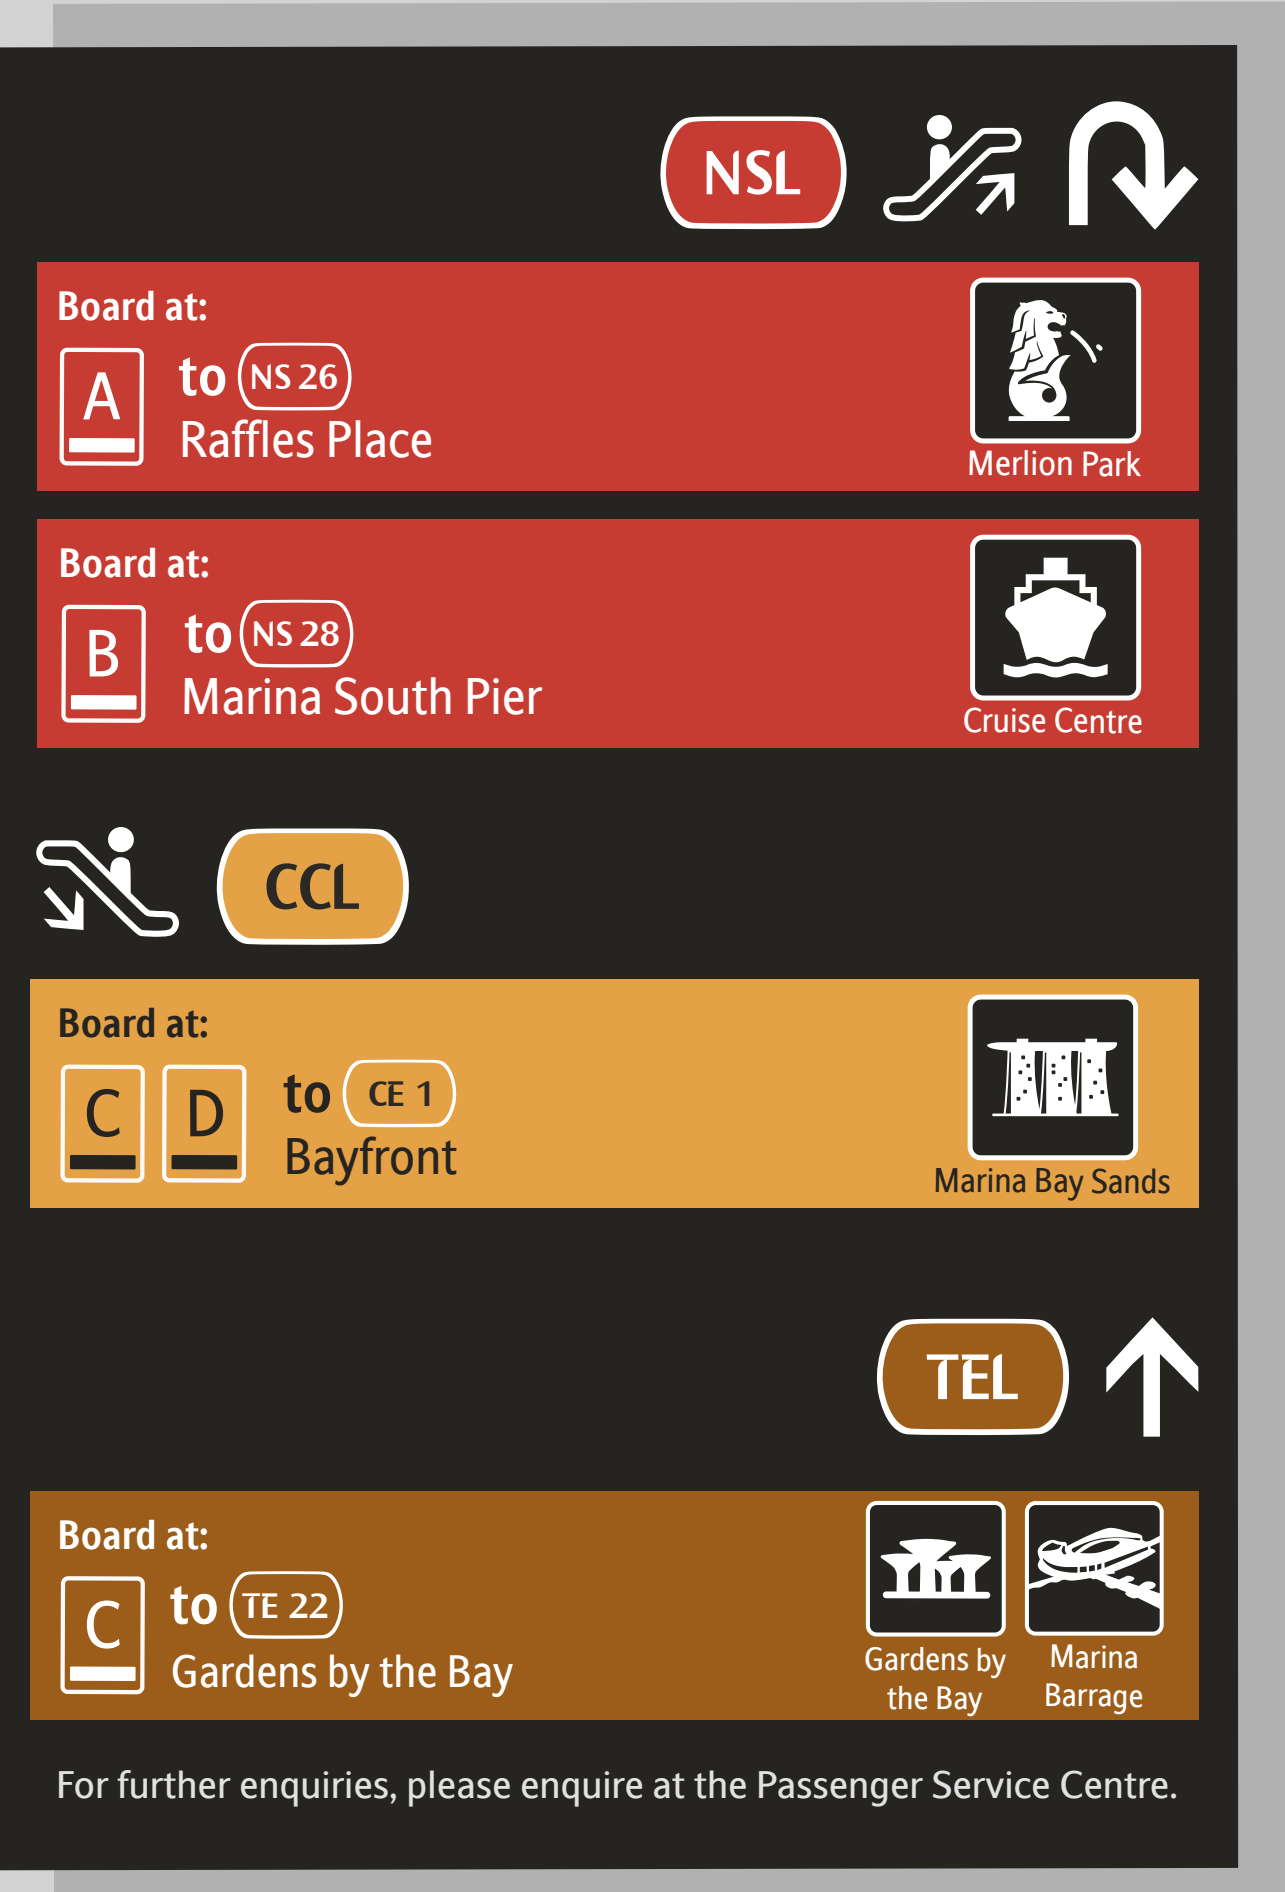 NSL
Board at:
A to NS 26
Raffles Place
Merlion Park
Board at:
B to NS 28
Marina South Pier
Cruise Centre
CCL
Board at:
C D to CE 1
Bayfront
Marina Bay Sands
TEL
Board at:
C to TE 22
Gardens by the Bay
Gardens by
the Bay
Marina
Barrage
For further enquiries, please enquire at the Passenger Service Centre.